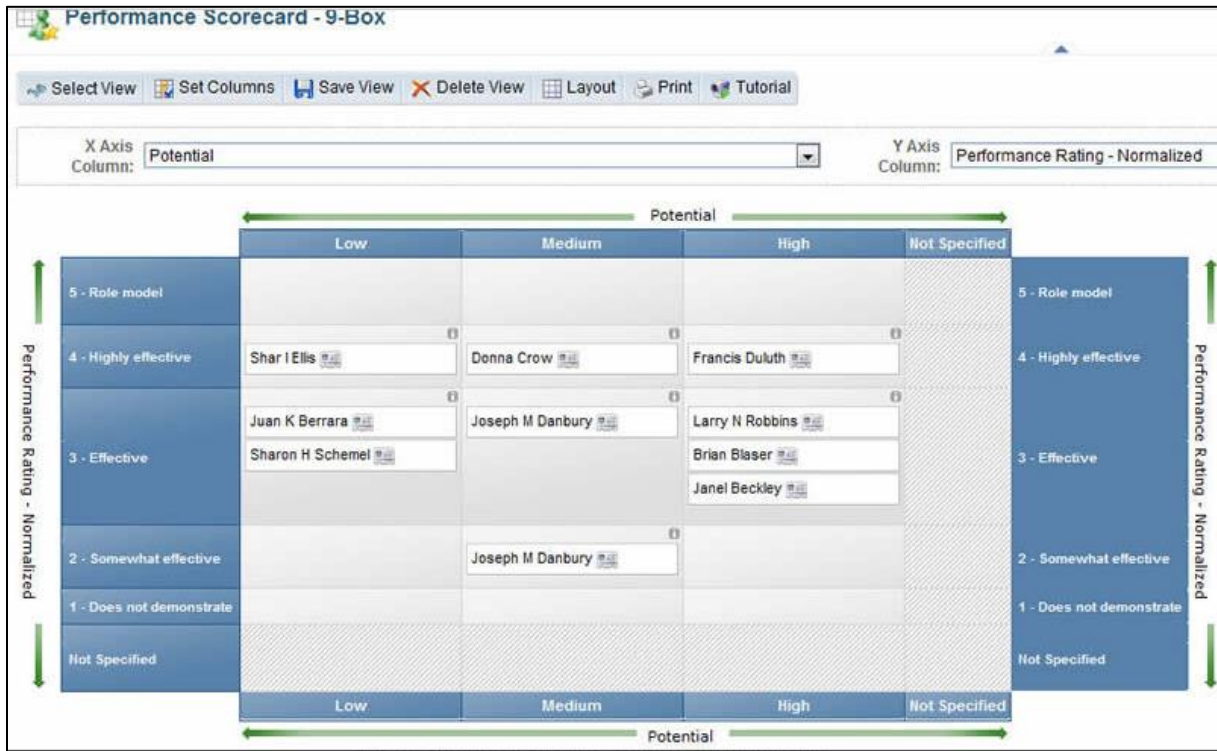 Performance Scorecard - 9-Box
Select View Set Columns Save View Delete View Layout Print Tutorial
X Axis Column: Potential Y Axis Column: Performance Rating - Normalized
Potential
Low Medium High Not Specified
5 - Role model 5 - Role model
4 - Highly effective Shar I Ellis Donna Crow Francis Duluth 4 - Highly effective
3 - Effective Juan K Berrara Joseph M Danbury Larry N Robbins 3 - Effective
Sharon H Schemel Brian Blaser
Janel Beckley
2 - Somewhat effective Joseph M Danbury 2 - Somewhat effective
1 - Does not demonstrate 1 - Does not demonstrate
Not Specified Not Specified
Low Medium High Not Specified
Potential
Performance Rating - Normalized
Performance Rating - Normalized